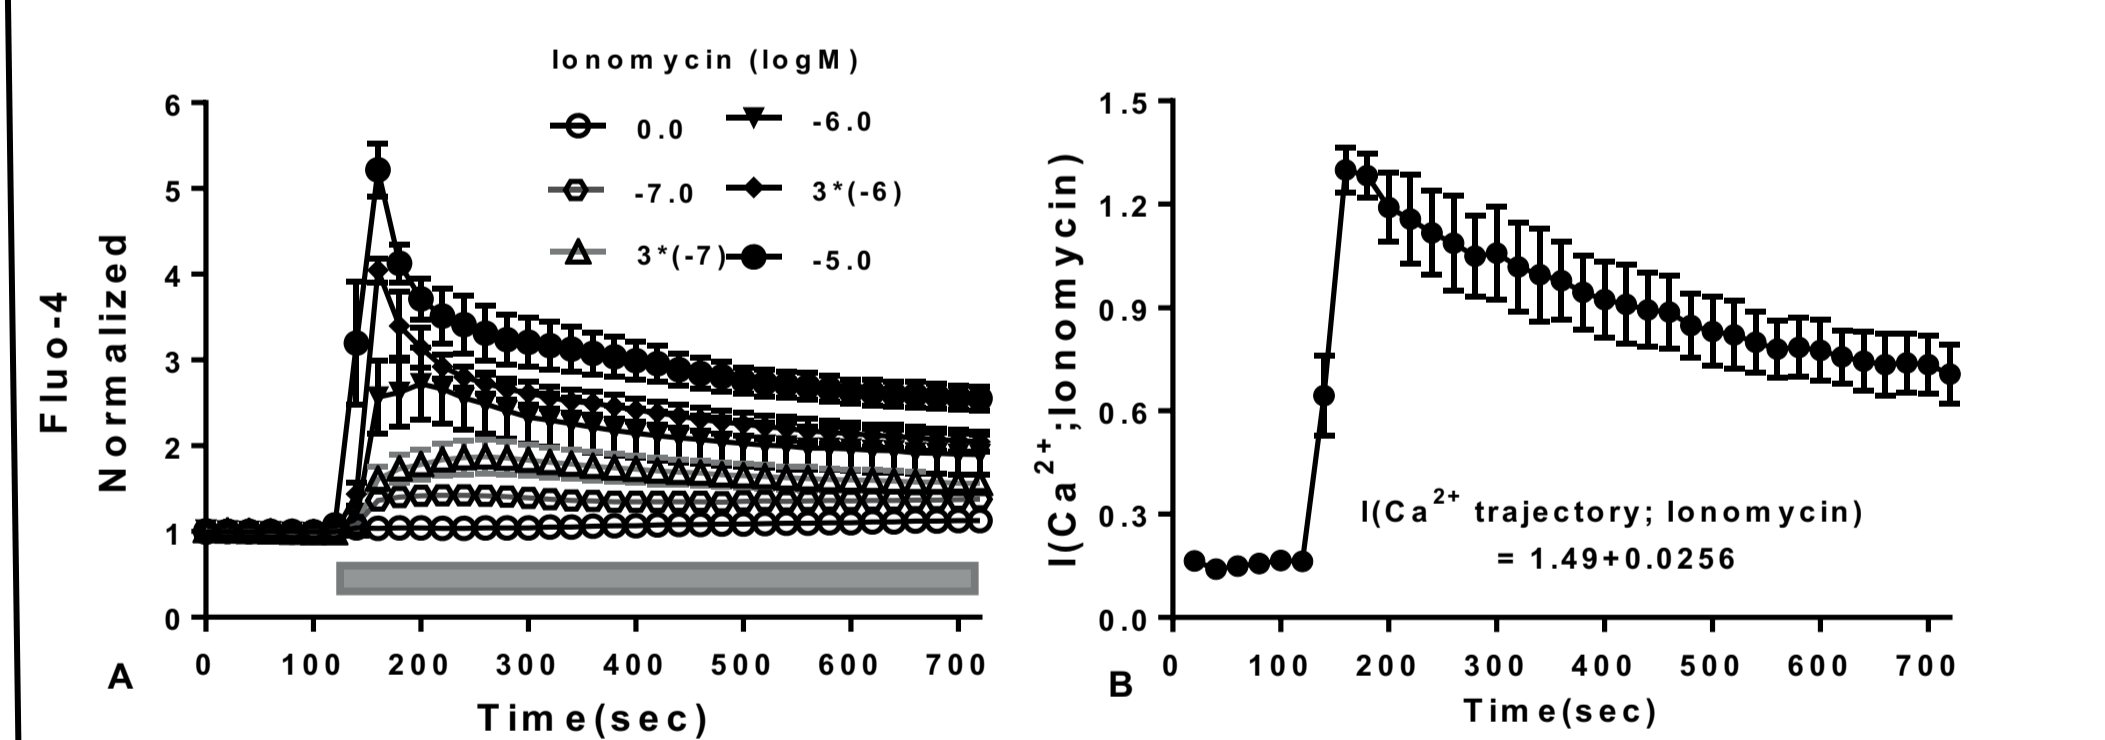 Ionomycin (logM)
0.0
-6.0
-7.0
3*(-6)
3*(-7)
-5.0
Fluo-4
Normalized
6
5
4
3
2
1
0
0 100 200 300 400 500 600 700
Time(sec)
A
I(Ca2+;Ionomycin)
1.5
1.2
0.9
0.6
0.3
0.0
I(Ca2+ trajectory; Ionomycin)
= 1.49+0.0256
0 100 200 300 400 500 600 700
Time(sec)
B